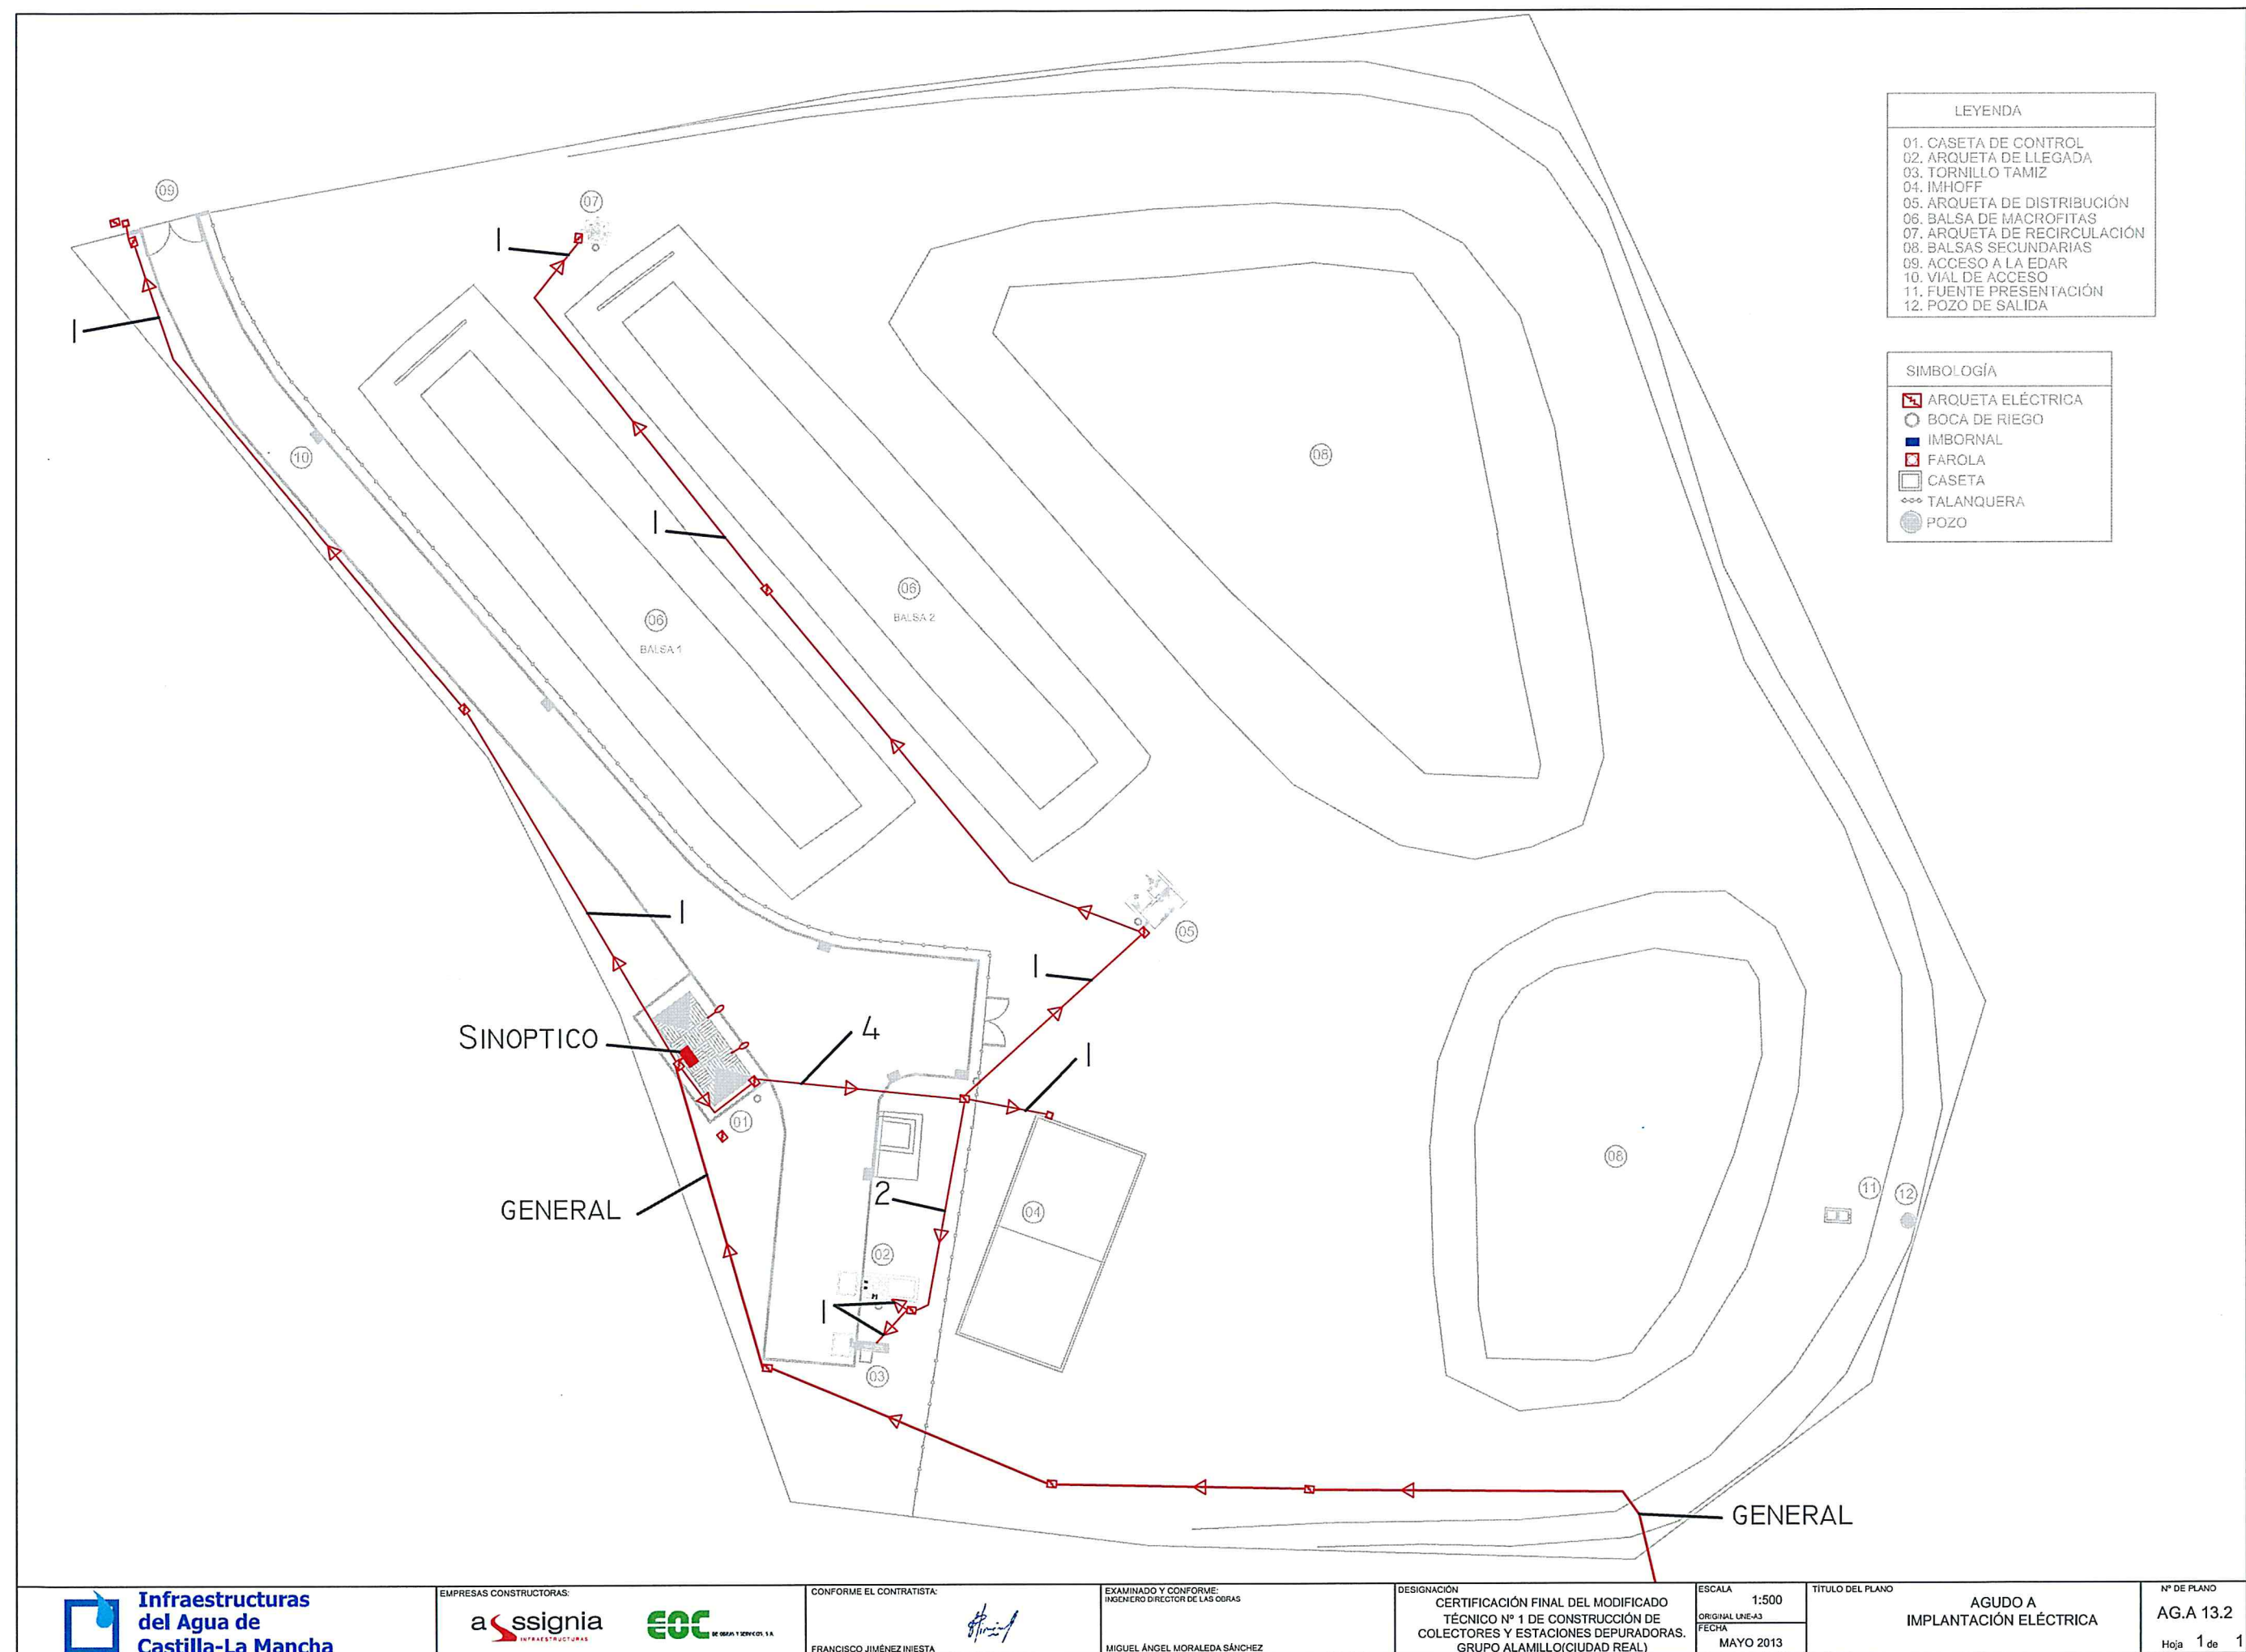 LEYENDA
01. CASETA DE CONTROL
02. ARQUETA DE LLEGADA
03. TORNILLO TAMIZ
04. IMHOFF
05. ARQUETA DE DISTRIBUCIÓN
06. BALSA DE MACROFITAS
07. ARQUETA DE RECIRCULACIÓN
08. BALSAS SECUNDARIAS
09. ACCESO A LA EDAR
10. VIAL DE ACCESO
11. FUENTE PRESENTACIÓN
12. POZO DE SALIDA
SIMBOLOGÍA
ARQUETA ELÉCTRICA
BOCA DE RIEGO
IMBORNAL
FAROLA
CASETA
TALANQUERA
POZO
09
07
1
1
10
08
1
06
BALSA 2
06
BALSA 1
1
05
1
SINOPTICO
4
1
01
08
GENERAL
2
04
11
12
02
1
03
GENERAL
Infraestructuras
del Agua de
Castilla-La Mancha
EMPRESAS CONSTRUCTORAS:
assignia
INFRAESTRUCTURAS
EOC
DE OBRAS Y SERVICIOS, S.A.
CONFORME EL CONTRATISTA:
FRANCISCO JIMÉNEZ INIESTA
EXAMINADO Y CONFORME:
INGENIERO DIRECTOR DE LAS OBRAS
MIGUEL ÁNGEL MORALEDA SÁNCHEZ
DESIGNACIÓN
CERTIFICACIÓN FINAL DEL MODIFICADO
TÉCNICO Nº 1 DE CONSTRUCCIÓN DE
COLECTORES Y ESTACIONES DEPURADORAS.
GRUPO ALAMILLO(CIUDAD REAL)
ESCALA
1:500
ORIGINAL UNE-A3
FECHA
MAYO 2013
TÍTULO DEL PLANO
AGUDO A
IMPLANTACIÓN ELÉCTRICA
Nº DE PLANO
AG.A 13.2
Hoja 1 de 1